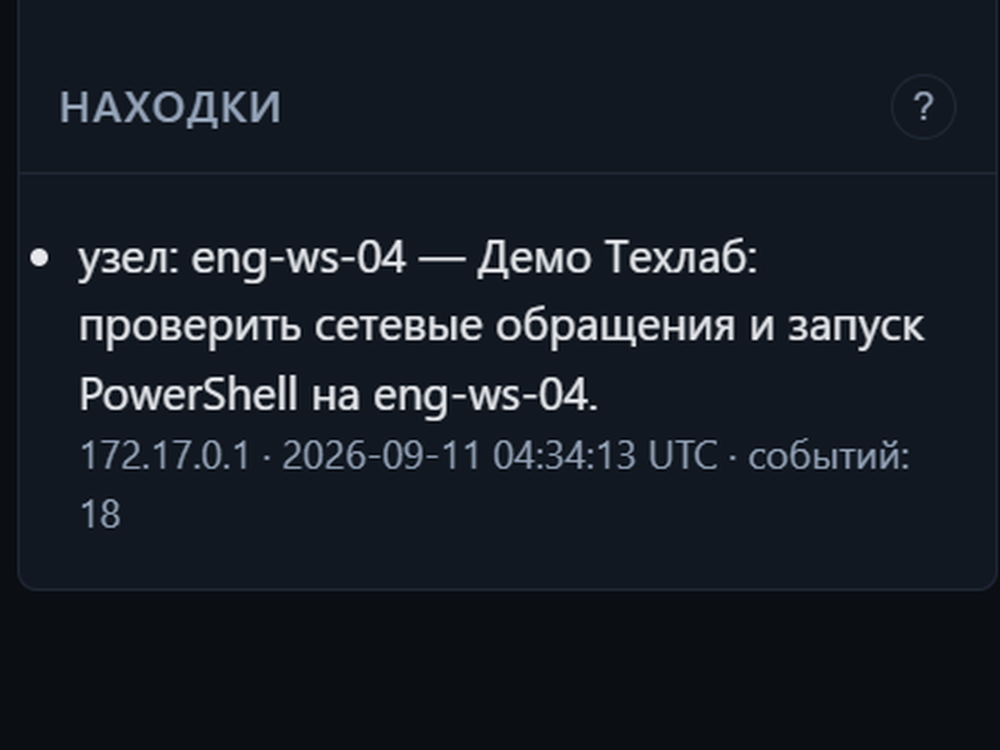 НАХОДКИ
?
узел: eng-ws-04 — Демо Техлаб:
проверить сетевые обращения и запуск
PowerShell на eng-ws-04.
172.17.0.1 · 2026-09-11 04:34:13 UTC · событий:
18